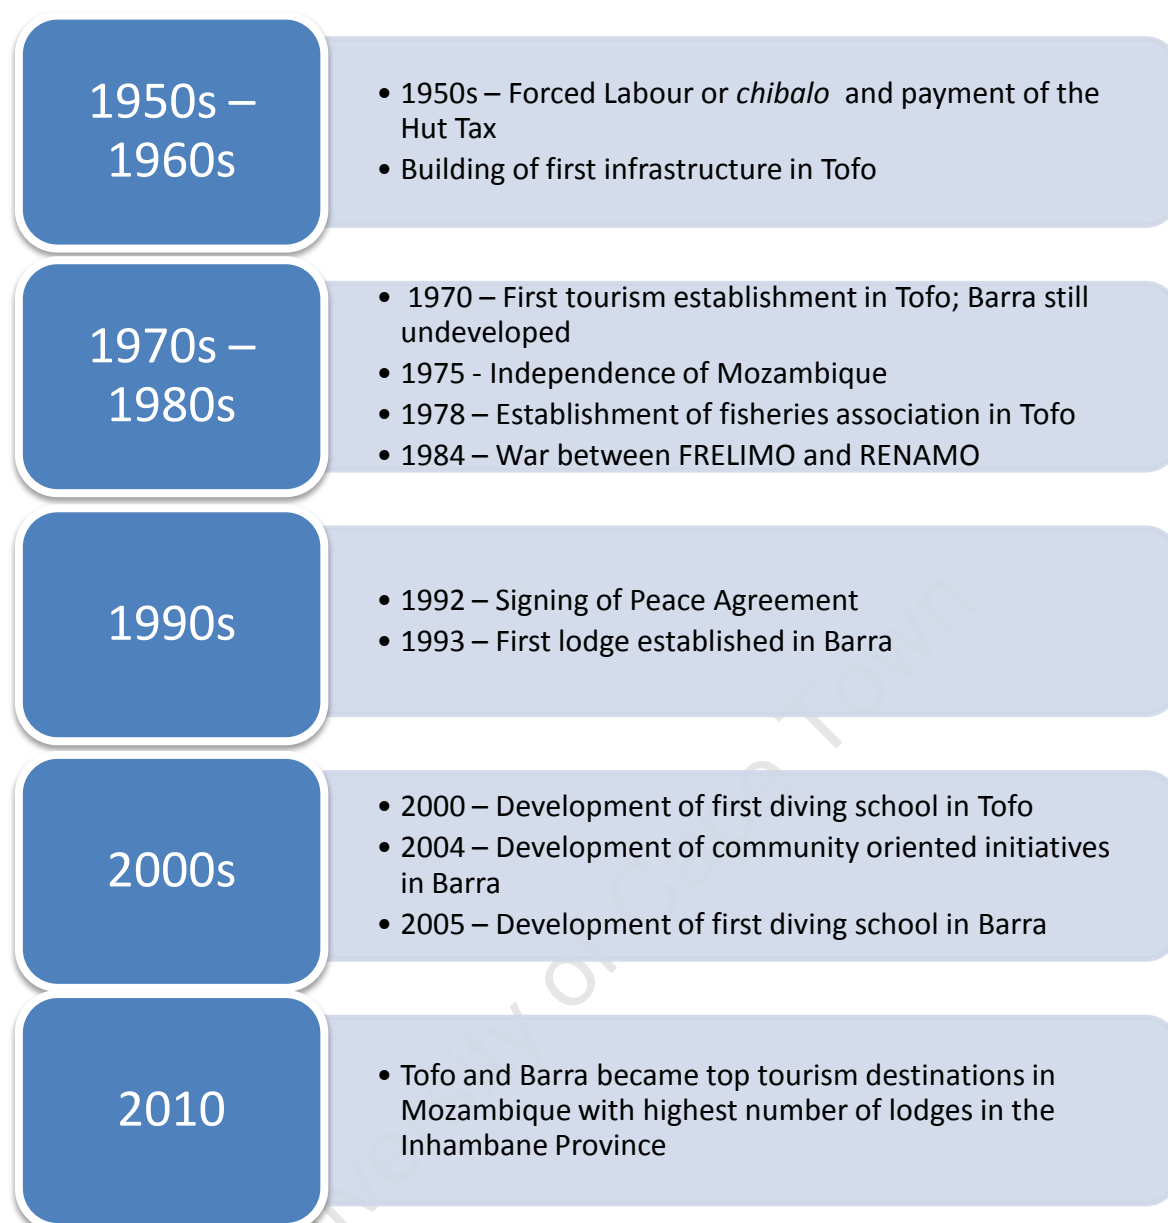 1950s –
1960s
• 1950s – Forced Labour or chibalo and payment of the
Hut Tax
• Building of first infrastructure in Tofo
1970s –
1980s
• 1970 – First tourism establishment in Tofo; Barra still
undeveloped
• 1975 - Independence of Mozambique
• 1978 – Establishment of fisheries association in Tofo
• 1984 – War between FRELIMO and RENAMO
1990s
• 1992 – Signing of Peace Agreement
• 1993 – First lodge established in Barra
2000s
• 2000 – Development of first diving school in Tofo
• 2004 – Development of community oriented initiatives
in Barra
• 2005 – Development of first diving school in Barra
2010
• Tofo and Barra became top tourism destinations in
Mozambique with highest number of lodges in the
Inhambane Province
University of Cape Town